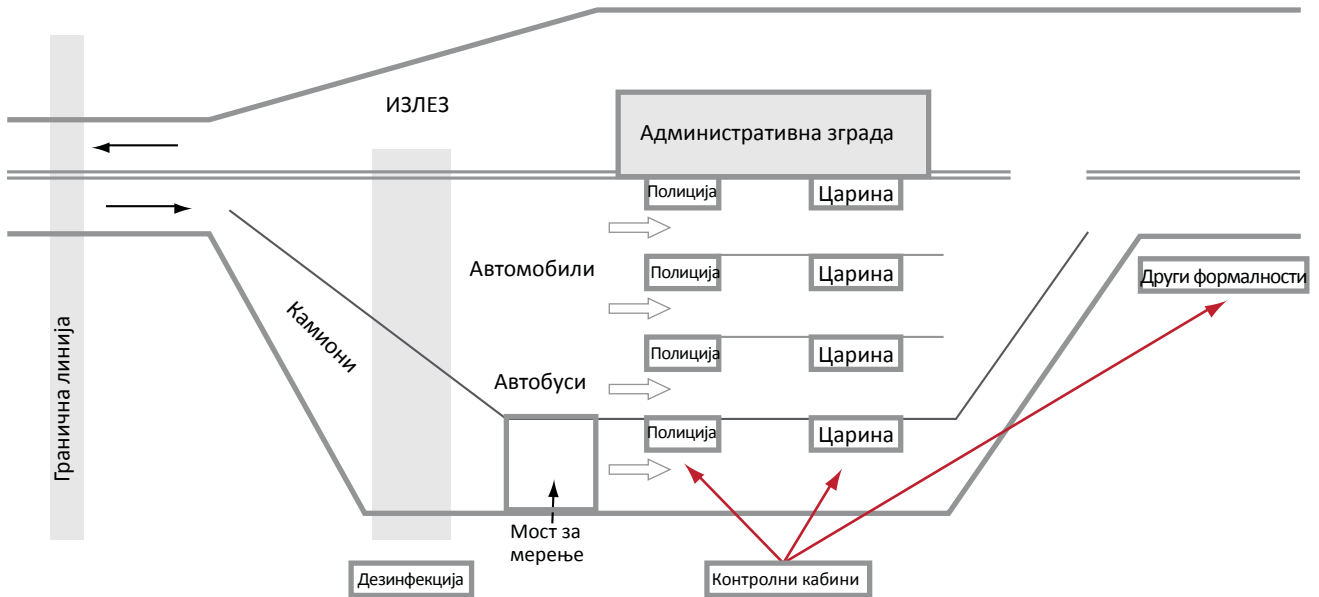 ИЗЛЕЗ
Административна зграда
Полиција
Царина
Автомобили
Полиција
Царина
Други формалности
Камиони
Полиција
Царина
Автобуси
Полиција
Царина
Гранична линија
Мост за
мерење
Дезинфекција
Контролни кабини